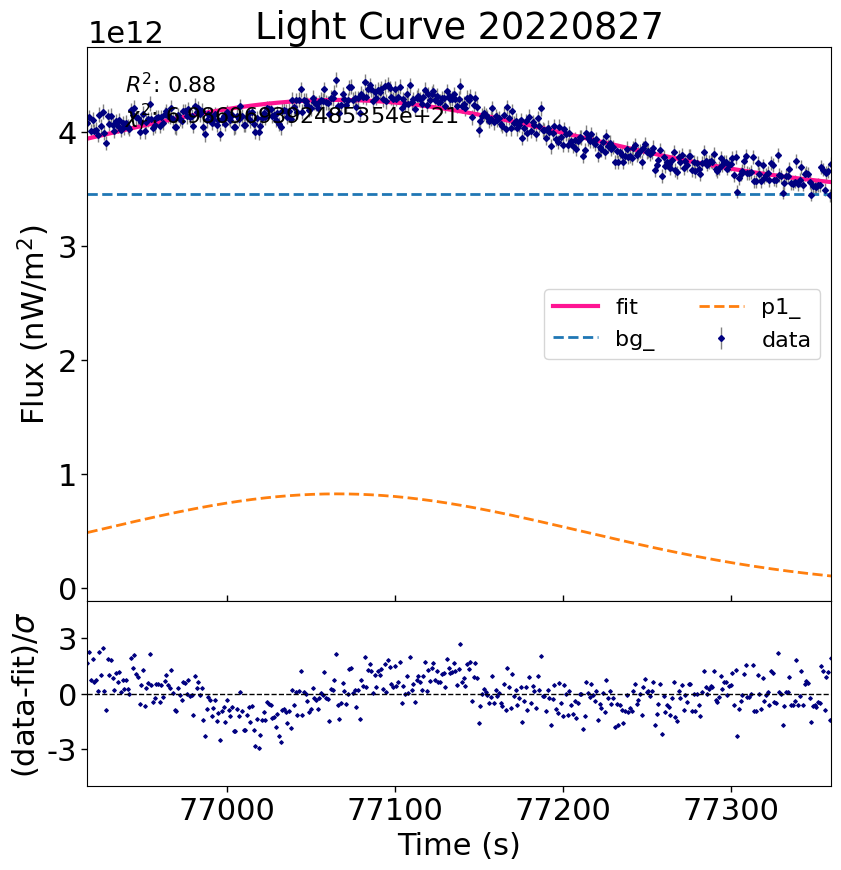 Light Curve 20220827
1e12
R²: 0.88
4
3
2
1
0
Flux (nW/m²)
fit
bg_
p1_
data
3
0
-3
(data-fit)/σ
77000 77100 77200 77300
Time (s)